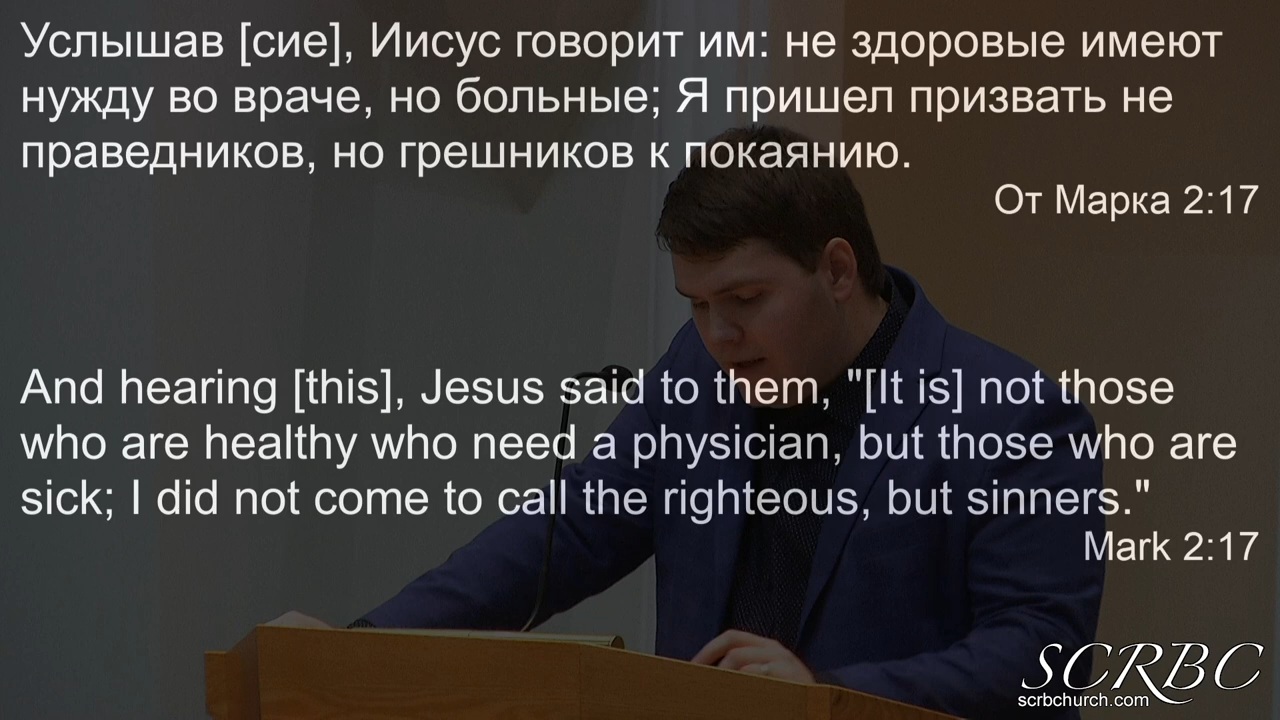 Услышав [сие], Иисус говорит им: не здоровые имеют
нужду во враче, но больные; Я пришел призвать не
праведников, но грешников к покаянию.
От Марка 2:17
And hearing [this], Jesus said to them, "[It is] not those
who are healthy who need a physician, but those who are
sick; I did not come to call the righteous, but sinners."
Mark 2:17
SCRBC
scrbchurch.com